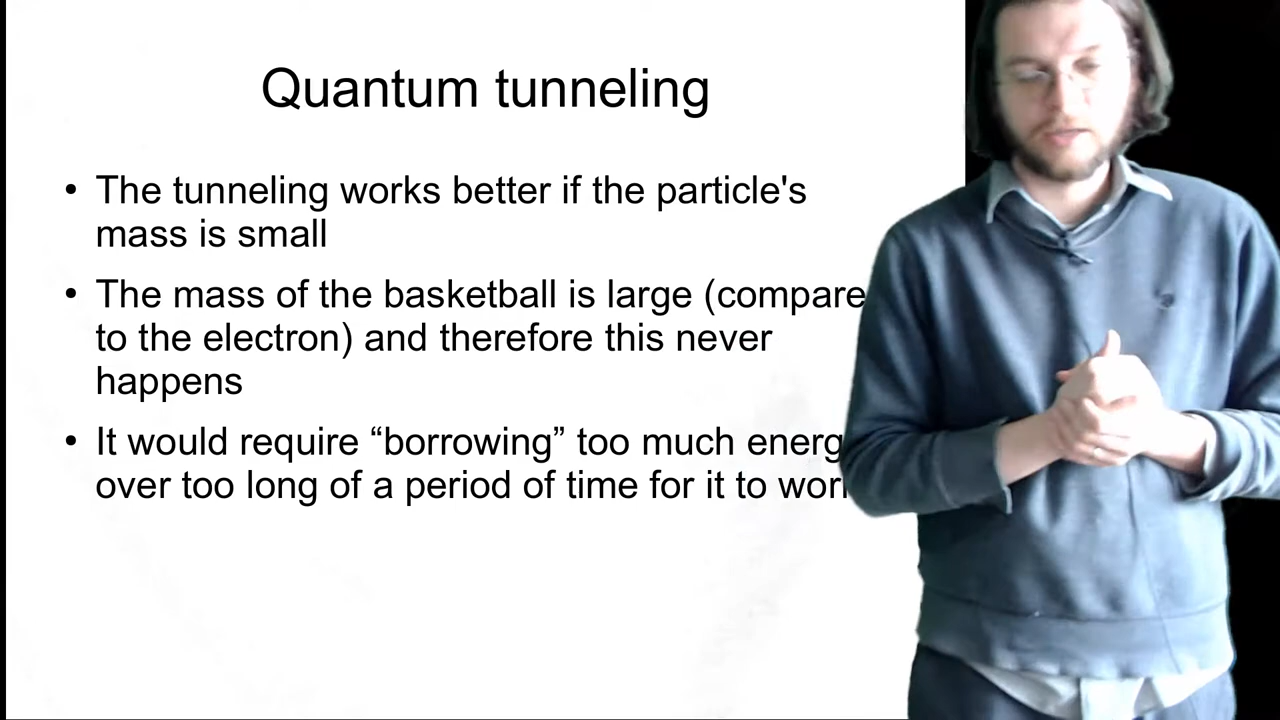 Quantum tunneling
• The tunneling works better if the particle's
mass is small
• The mass of the basketball is large (compare
to the electron) and therefore this never
happens
• It would require “borrowing” too much
over too long of a period of time for it to